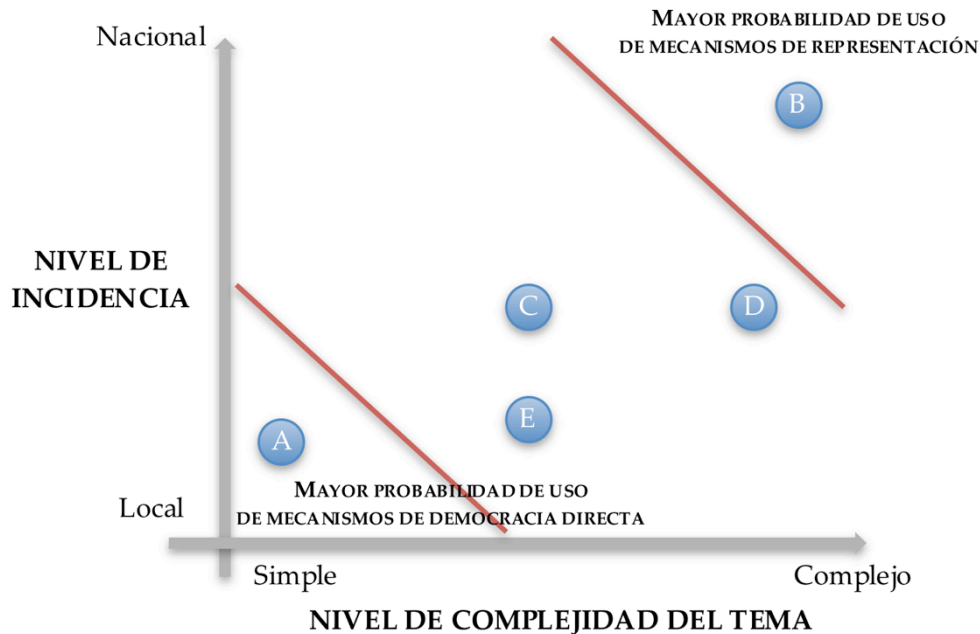 MAYOR PROBABILIDAD DE USO
DE MECANISMOS DE REPRESENTACIÓN
Nacional
B
NIVEL DE
INCIDENCIA
C
D
E
A
MAYOR PROBABILIDAD DE USO
DE MECANISMOS DE DEMOCRACIA DIRECTA
Local
Simple
Complejo
NIVEL DE COMPLEJIDAD DEL TEMA